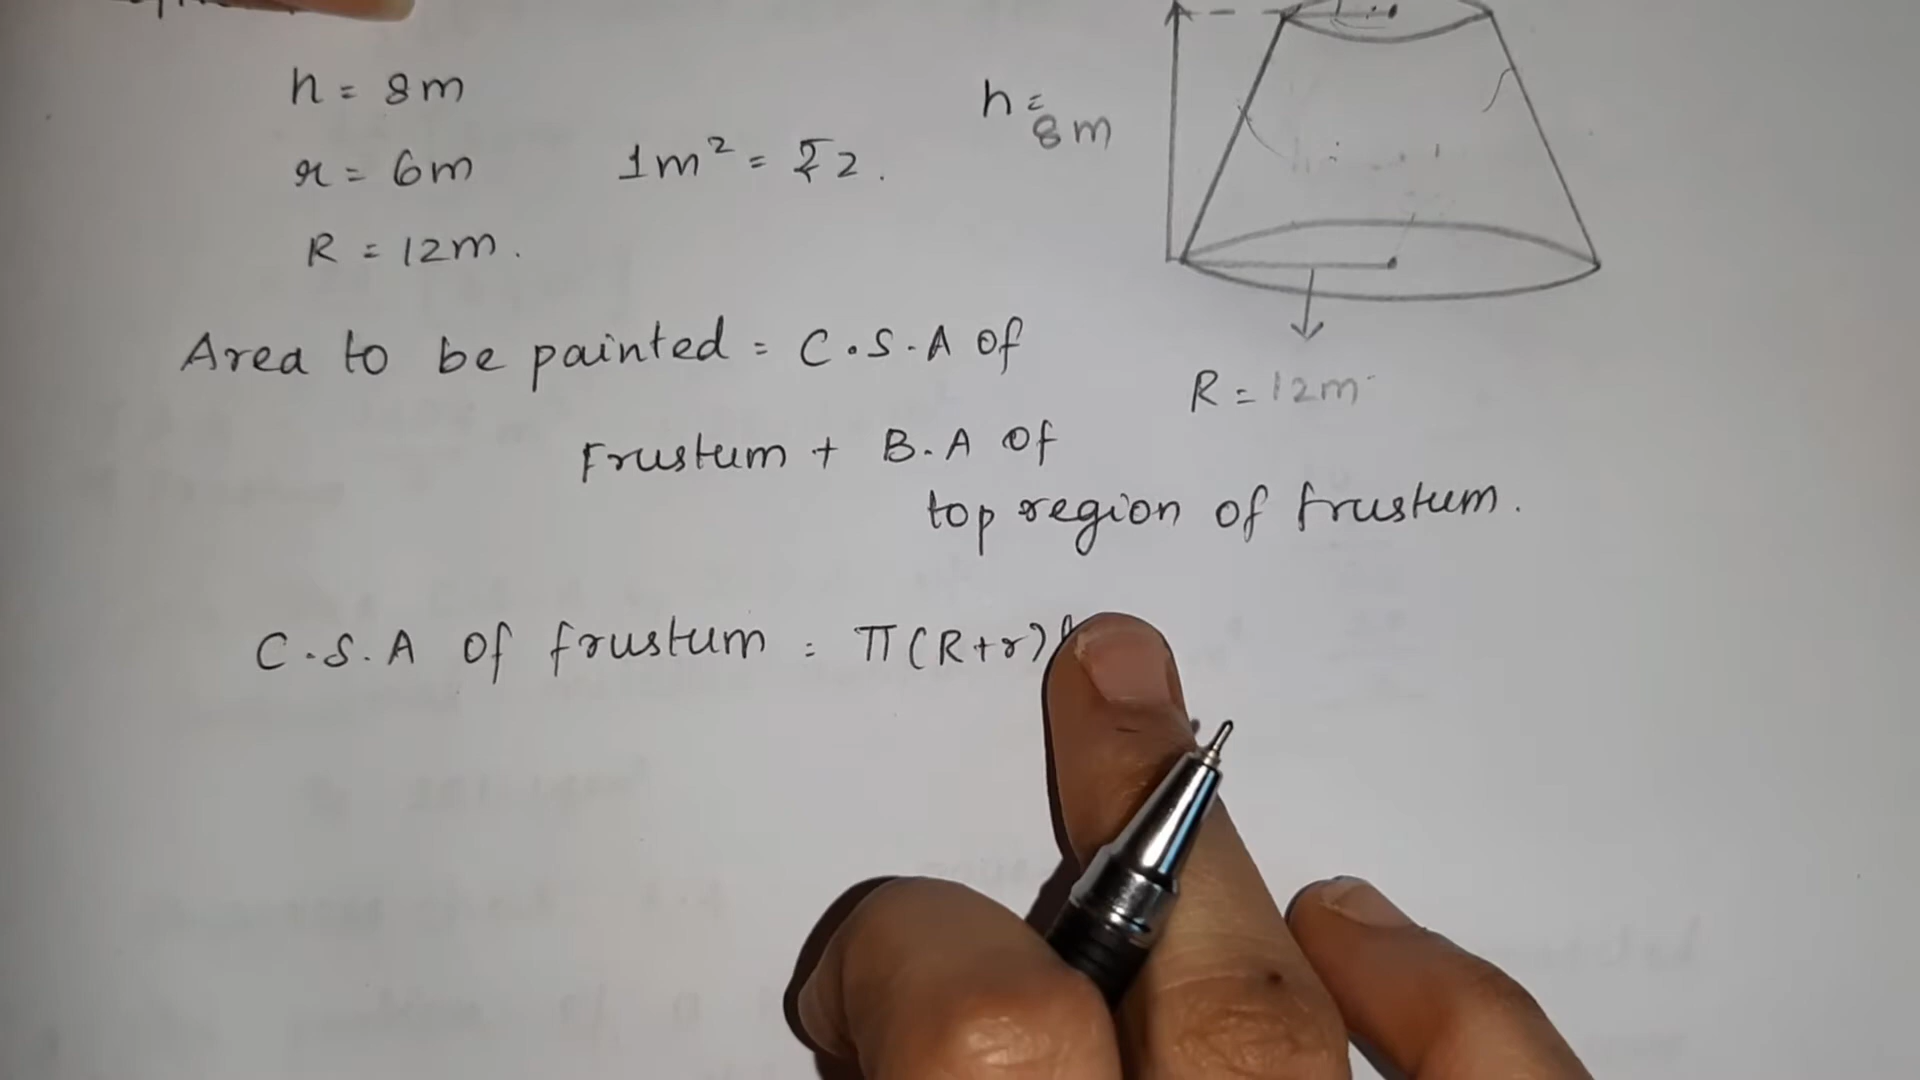 h = 8m
r = 6m
1m² = ₹2.
R = 12m.
h = 8m
R = 12m
Area to be painted = C.S.A of
Frustum + B.A of
top region of frustum.
C.S.A of frustum = π(R+r)